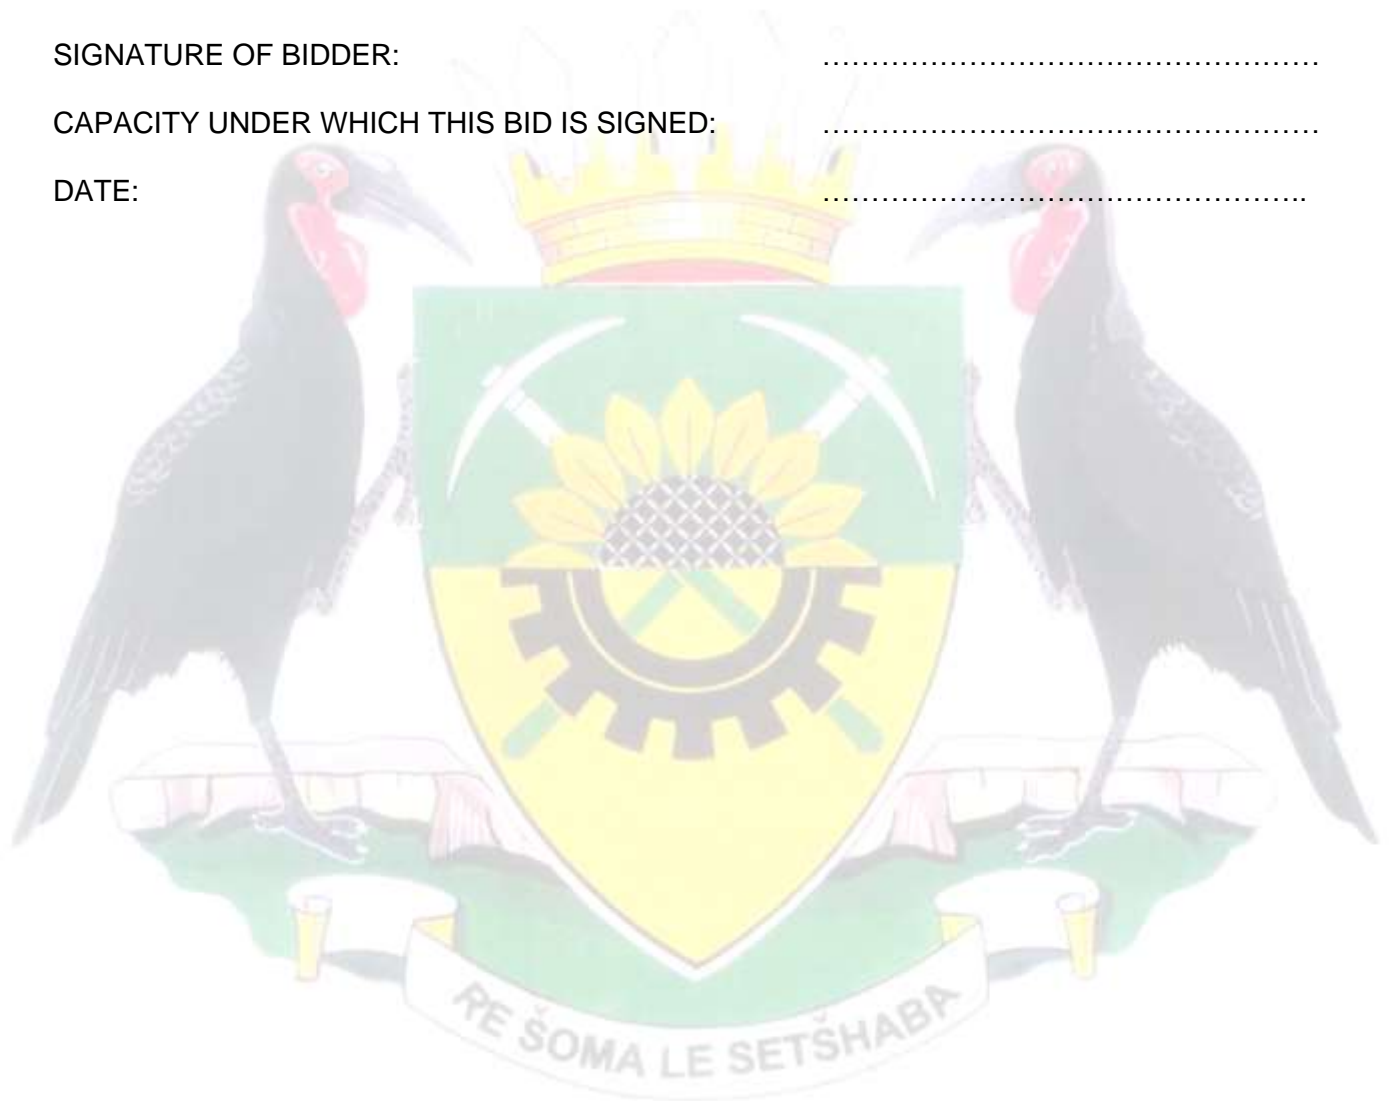 SIGNATURE OF BIDDER: ……………………………………………
CAPACITY UNDER WHICH THIS BID IS SIGNED: ……………………………………………
DATE: …………………………………………..
RE ŠOMA LE SETŠHABA